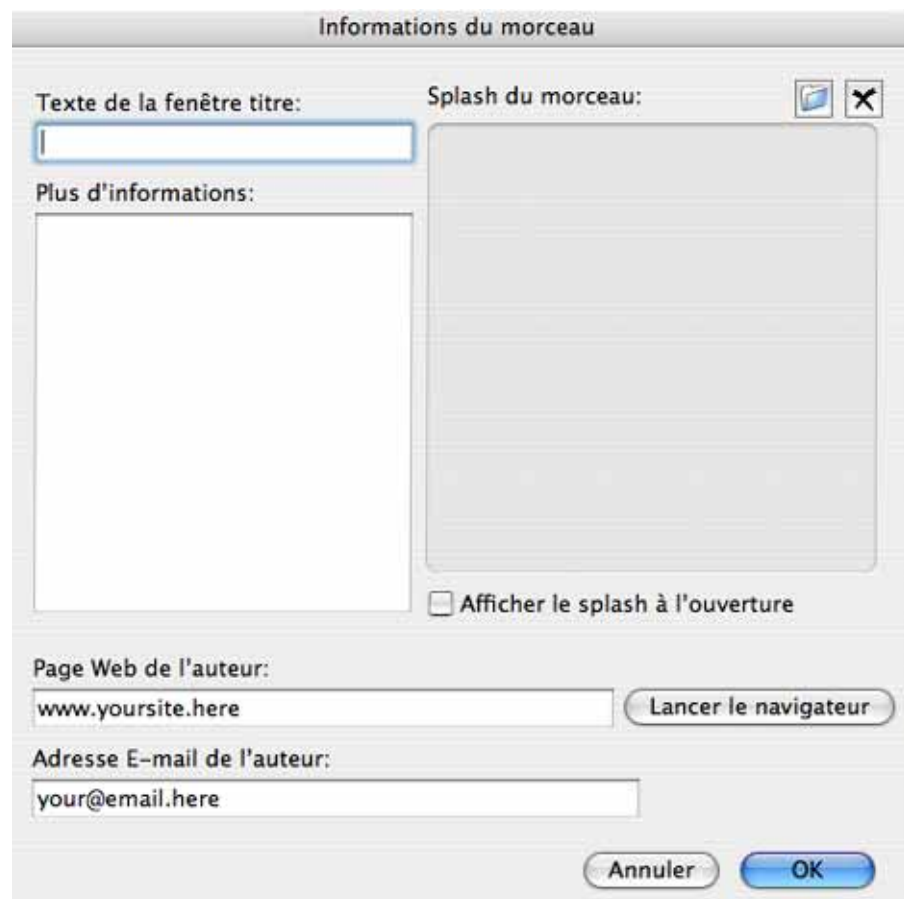 Informations du morceau
Texte de la fenêtre titre:
Splash du morceau:
Plus d'informations:
Afficher le splash à l'ouverture
Page Web de l'auteur:
www.yoursite.here
Lancer le navigateur
Adresse E-mail de l'auteur:
your@email.here
Annuler
OK